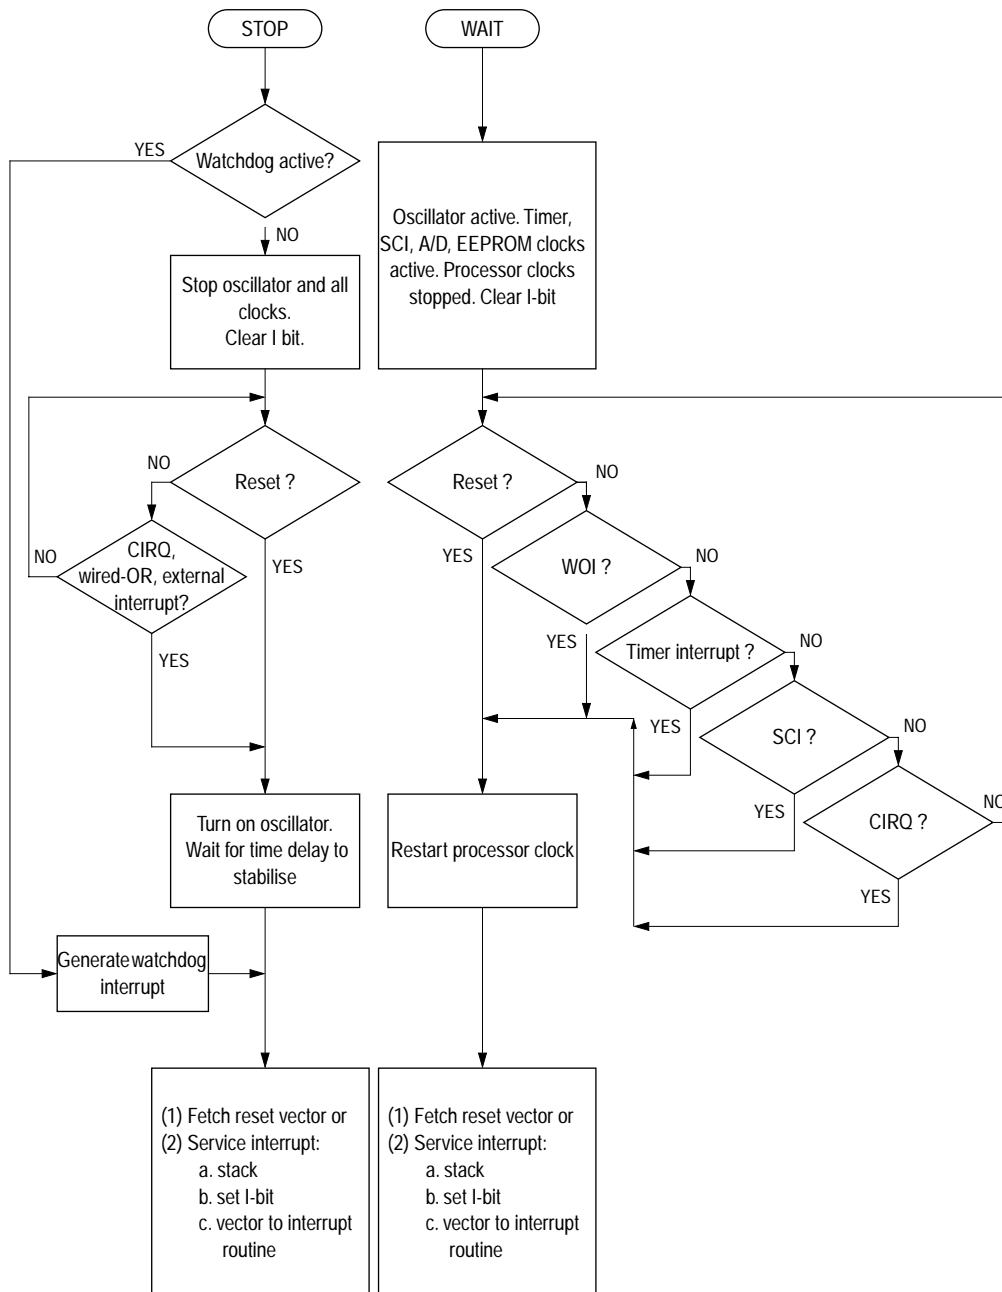 STOP
WAIT
YES
Watchdog active?
NO
Stop oscillator and all
clocks.
Clear I bit.
Oscillator active. Timer,
SCI, A/D, EEPROM clocks
active. Processor clocks
stopped. Clear I-bit
NO
Reset ?
YES
NO
CIRQ,
wired-OR, external
interrupt?
YES
Reset ?
NO
YES
WOI ?
NO
YES
Timer interrupt ?
NO
YES
SCI ?
NO
YES
CIRQ ?
NO
YES
Turn on oscillator.
Wait for time delay to
stabilise
Restart processor clock
Generate watchdog
interrupt
(1) Fetch reset vector or
(2) Service interrupt:
a. stack
b. set I-bit
c. vector to interrupt
routine
(1) Fetch reset vector or
(2) Service interrupt:
a. stack
b. set I-bit
c. vector to interrupt
routine